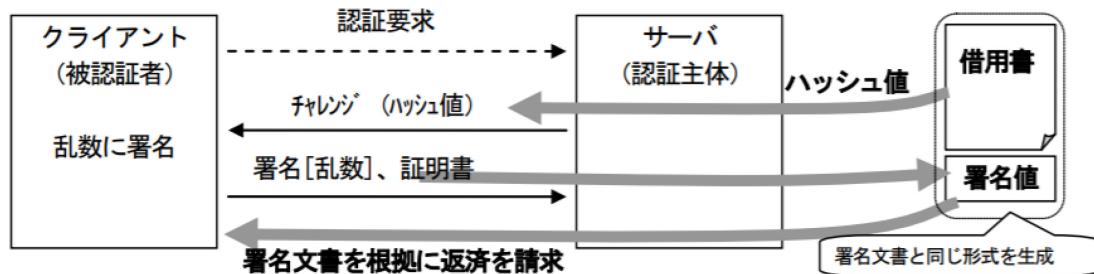 クライアント
(被認証者)
乱数に署名
認証要求
サーバ
(認証主体)
借用書
ハッシュ値
チャレンジ (ハッシュ値)
署名[乱数]、証明書
署名値
署名文書を根拠に返済を請求
署名文書と同じ形式を生成